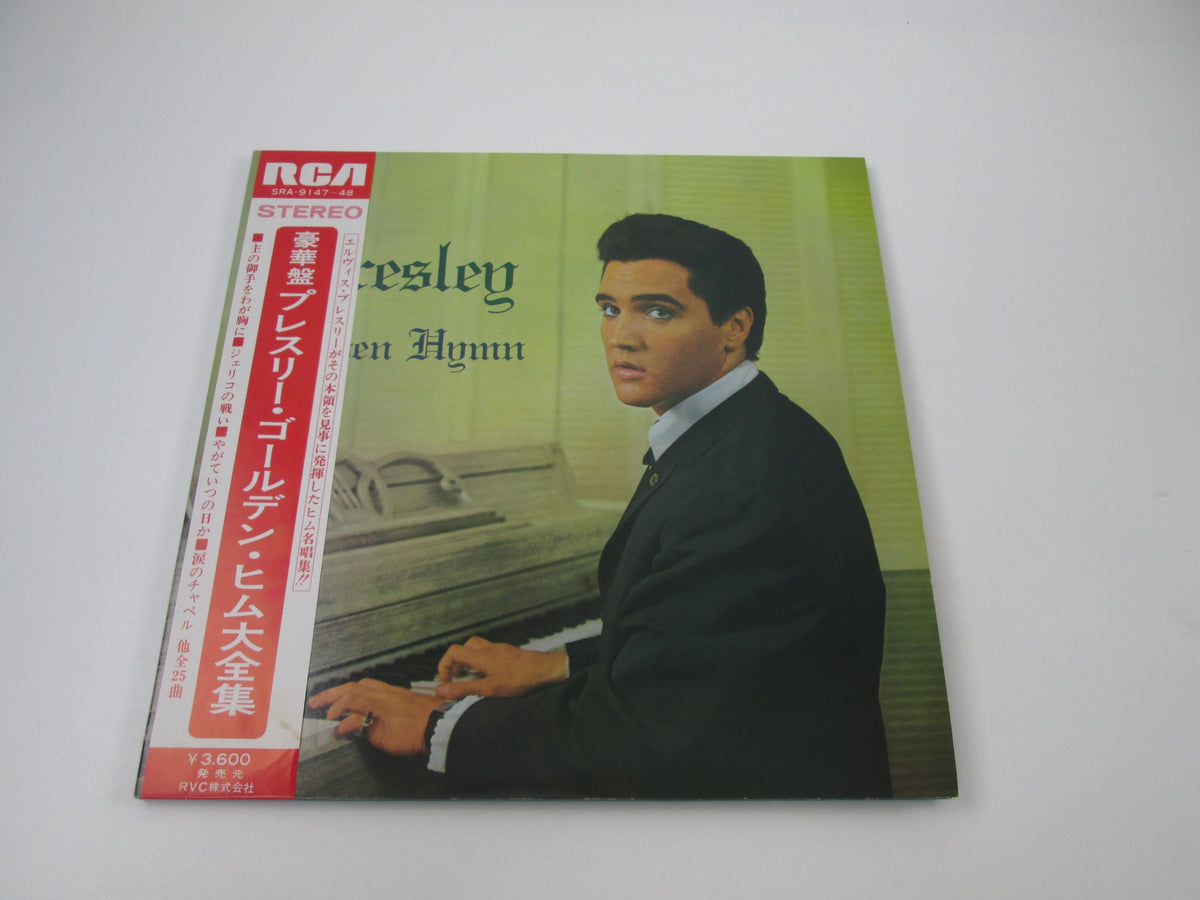 RCA
SRA-9147~48
STEREO
エルヴィス・プレスリーがその本領を見事に発揮したヒム名唱集!!
豪華盤 プレスリー・ゴールデン・ヒム大全集
■主の御手をわが胸に■ジェリコの戦い■やがていつの日か■涙のチャペル 他全25曲
¥3.600
発売元
RVC株式会社
resley
en Hymn